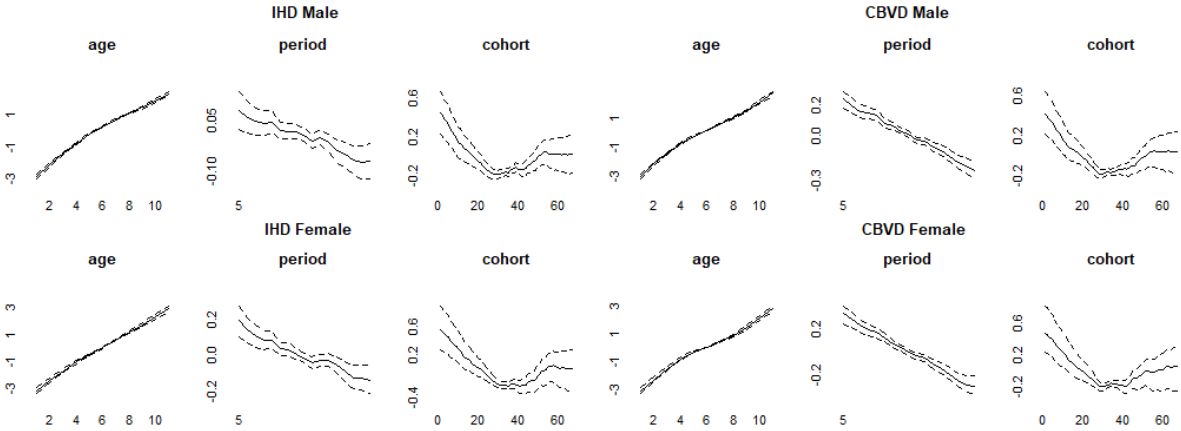 IHD Male CBVD Male
age period cohort age period cohort
1 -1 -3 0.05 -0.10 0.6 0.2 -0.2 1 -1 -3 0.2 0.0 -0.3 0.6 0.2 -0.2
2 4 6 8 10 5 0 20 40 60 2 4 6 8 10 5 0 20 40 60
IHD Female CBVD Female
age period cohort age period cohort
3 1 -1 -3 0.2 0.0 -0.2 0.6 0.2 -0.4 3 1 -1 -3 0.2 -0.2 0.6 0.2 -0.2
2 4 6 8 10 5 0 20 40 60 2 4 6 8 10 5 0 20 40 60